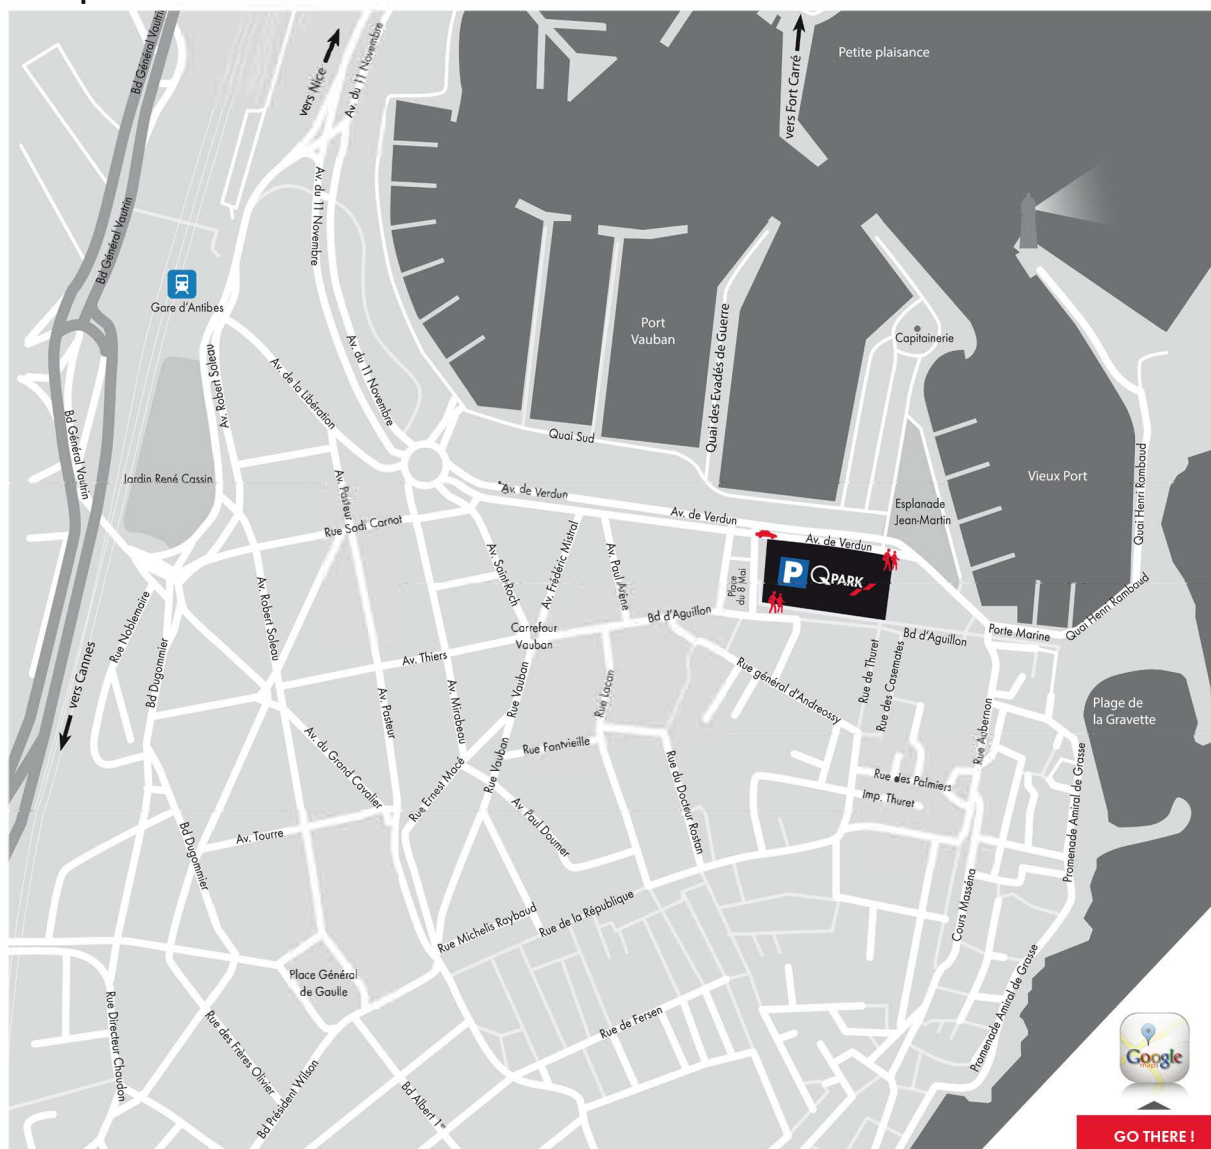 Bd Général Vautrin
vers Nice
Av. du 11 Novembre
vers Fort Carré
Petite plaisance
Av. du 11 Novembre
Bd Général Vautrin
Gare d'Antibes
Port
Vauban
Quai des Evadés de Guerre
Capitainerie
Av. Robert Soleau
Av. de la Libération
Av. du 11 Novembre
Bd Général Vautrin
Quai Sud
Jardin René Cassin
Av. Pasteur
Av. de Verdun
Av. de Verdun
Av. de Verdun
Esplanade
Jean-Martin
Vieux Port
Quai Henri Rambaud
Rue Sadi Carnot
Av. Saint-Roch
Av. Frédéric Mistral
Av. Paul Arène
Place
du 8 Mai
P Q PARK
Rue Noblemaire
Bd Dugommier
Av. Robert Soleau
Carrefour
Vauban
Bd d'Aguillon
Bd d'Aguillon
Porte Marine
Quai Henri Rambaud
vers Cannes
Av. Thiers
Av. Pasteur
Av. Mirabeau
Rue Vauban
Rue Lacan
Rue général d'Andreossy
Rue de Thuret
Rue des Casemates
Rue Aubernon
Plage de
la Gravette
Av. du Grand Cavalier
Rue Ernest Macé
Rue Vauban
Rue Fontvieille
Rue du Docteur Rostan
Rue des Palmiers
Imp. Thuret
Promenade Amiral de Grasse
Av. Tourre
Bd Dugommier
Av. Paul Doumer
Rue Michelis Raybaud
Rue de la République
Cours Masséna
Place Général
de Gaulle
Rue Directeur Chaudon
Rue des Frères Olivier
Bd Président Wilson
Bd Albert 1er
Rue de Fersen
Promenade Amiral de Grasse
Google
maps
GO THERE !